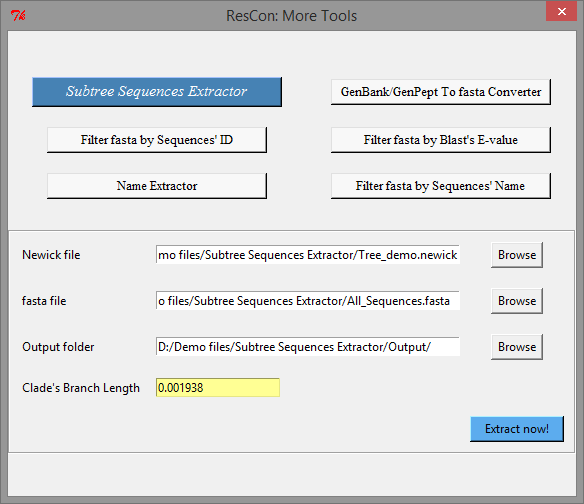 ResCon: More Tools
Subtree Sequences Extractor
GenBank/GenPept To fasta Converter
Filter fasta by Sequences' ID
Filter fasta by Blast's E-value
Name Extractor
Filter fasta by Sequences' Name
Newick file
mo files/Subtree Sequences Extractor/Tree_demo.newick
Browse
fasta file
o files/Subtree Sequences Extractor/All_Sequences.fasta
Browse
Output folder
D:/Demo files/Subtree Sequences Extractor/Output/
Browse
Clade's Branch Length
0.001938
Extract now!